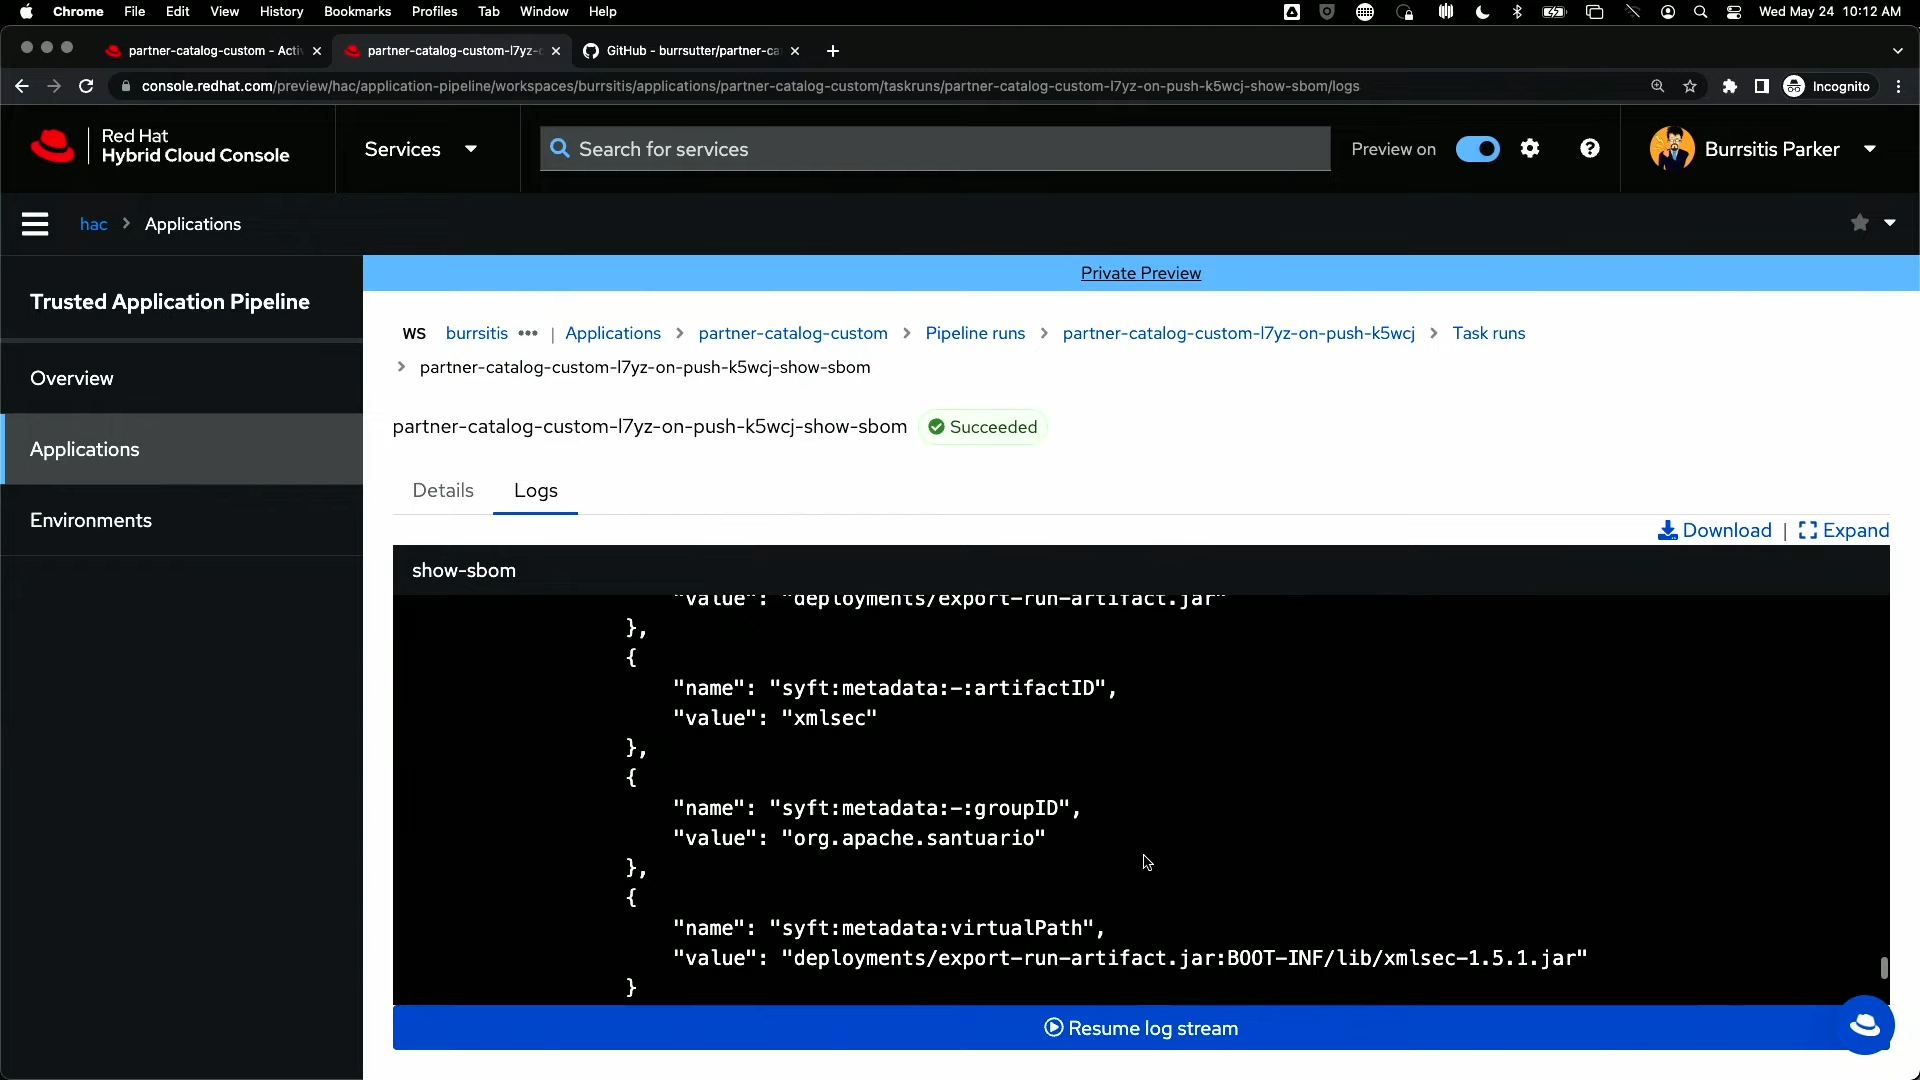 Chrome File Edit View History Bookmarks Profiles Tab Window Help Wed May 24 10:12 AM
partner-catalog-custom - Activ partner-catalog-custom-l7yz-o GitHub - burrsutter/partner-ca
console.redhat.com/preview/hac/application-pipeline/workspaces/burrsitis/applications/partner-catalog-custom/taskruns/partner-catalog-custom-l7yz-on-push-k5wcj-show-sbom/logs Incognito
Red Hat
Hybrid Cloud Console
Services
Search for services
Preview on
Burrsitis Parker
hac > Applications
Trusted Application Pipeline
Overview
Applications
Environments
Private Preview
WS burrsitis ••• | Applications > partner-catalog-custom > Pipeline runs > partner-catalog-custom-l7yz-on-push-k5wcj > Task runs
> partner-catalog-custom-l7yz-on-push-k5wcj-show-sbom
partner-catalog-custom-l7yz-on-push-k5wcj-show-sbom Succeeded
Details Logs
Download | Expand
show-sbom
"value": "deployments/export-run-artifact.jar"
},
{
"name": "syft:metadata:-:artifactID",
"value": "xmlsec"
},
{
"name": "syft:metadata:-:groupID",
"value": "org.apache.santuario"
},
{
"name": "syft:metadata:virtualPath",
"value": "deployments/export-run-artifact.jar:BOOT-INF/lib/xmlsec-1.5.1.jar"
}
Resume log stream